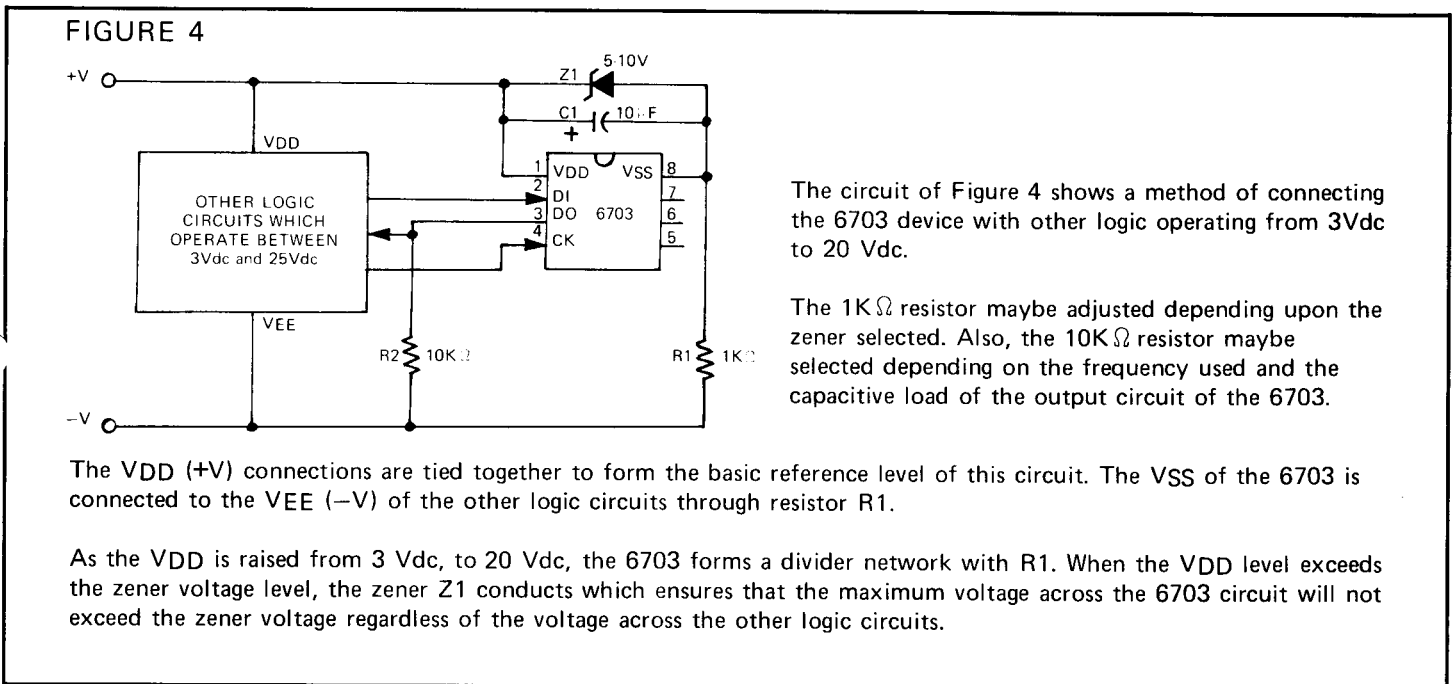 FIGURE 4
+V
Z1
5-10V
C1
+
10µF
VDD
1
VDD
VSS
8
2
DI
7
3
DO
6703
6
4
CK
5
OTHER LOGIC
CIRCUITS WHICH
OPERATE BETWEEN
3Vdc and 25Vdc
VEE
R2
10KΩ
R1
1KΩ
−V
The circuit of Figure 4 shows a method of connecting
the 6703 device with other logic operating from 3Vdc
to 20 Vdc.
The 1KΩ resistor maybe adjusted depending upon the
zener selected. Also, the 10KΩ resistor maybe
selected depending on the frequency used and the
capacitive load of the output circuit of the 6703.
The VDD (+V) connections are tied together to form the basic reference level of this circuit. The VSS of the 6703 is
connected to the VEE (−V) of the other logic circuits through resistor R1.
As the VDD is raised from 3 Vdc, to 20 Vdc, the 6703 forms a divider network with R1. When the VDD level exceeds
the zener voltage level, the zener Z1 conducts which ensures that the maximum voltage across the 6703 circuit will not
exceed the zener voltage regardless of the voltage across the other logic circuits.